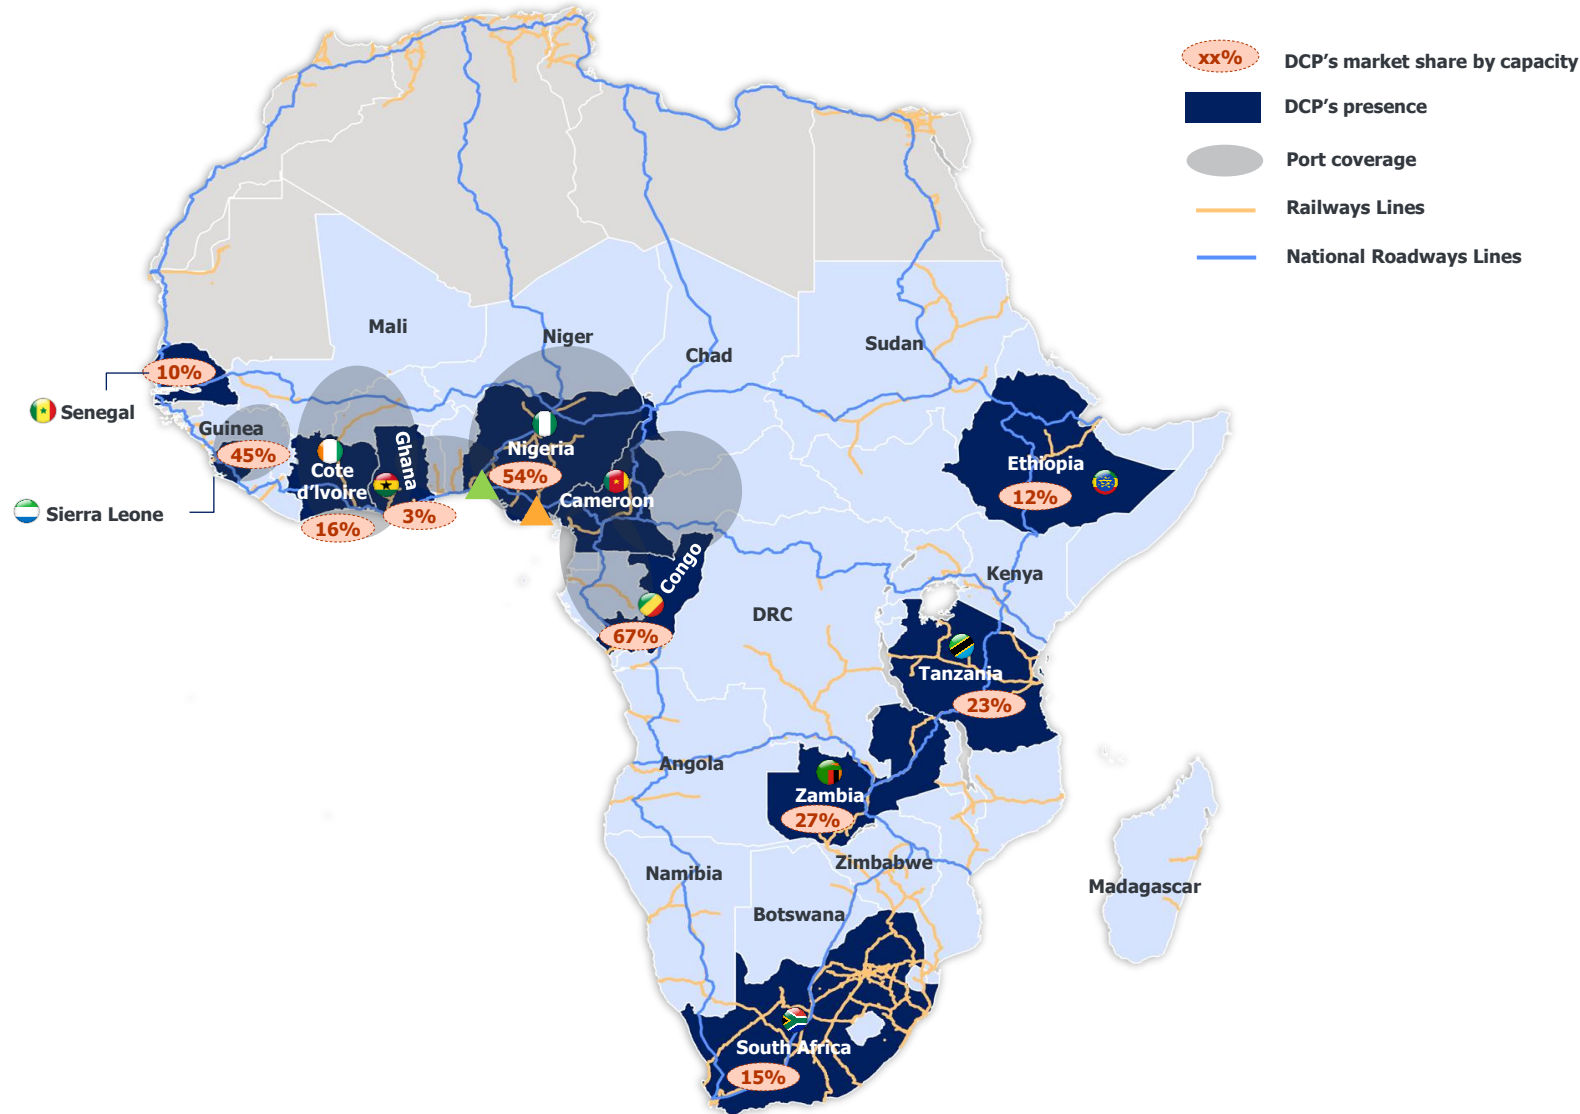 xx%
DCP's market share by capacity
DCP's presence
Port coverage
Railways Lines
National Roadways Lines
Mali
Niger
Chad
Sudan
10%
Senegal
Guinea
45%
Sierra Leone
Cote
d'Ivoire
16%
Ghana
3%
Nigeria
54%
Cameroon
Congo
67%
Ethiopia
12%
Kenya
DRC
Tanzania
23%
Angola
Zambia
27%
Zimbabwe
Namibia
Botswana
Madagascar
South Africa
15%